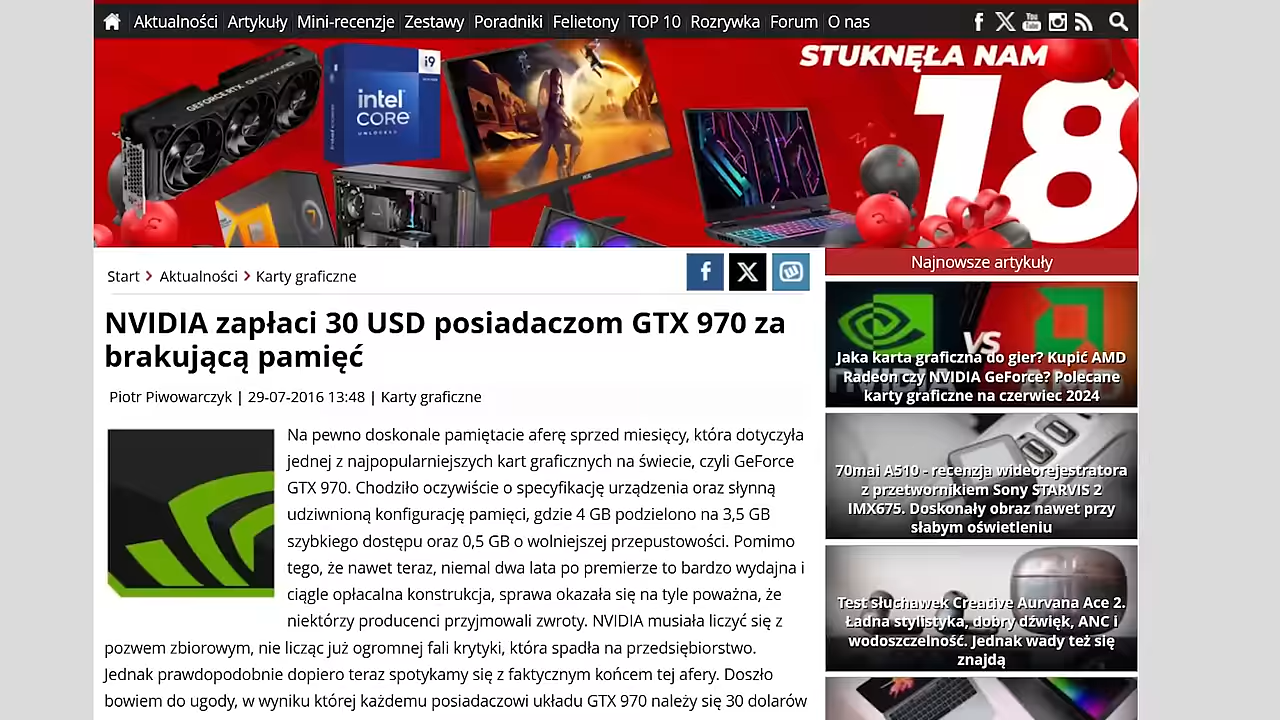 Aktualności Artykuły Mini-recenzje Zestawy Poradniki Felietony TOP 10 Rozrywka Forum O nas
STUKNĘŁA NAM
18
GEFORCE RTX
i9
intel
CORE
UNLOCKED
7
Start > Aktualności > Karty graficzne
NVIDIA zapłaci 30 USD posiadaczom GTX 970 za
brakującą pamięć
Piotr Piwowarczyk | 29-07-2016 13:48 | Karty graficzne
Na pewno doskonale pamiętacie aferę sprzed miesięcy, która dotyczyła
jednej z najpopularniejszych kart graficznych na świecie, czyli GeForce
GTX 970. Chodziło oczywiście o specyfikację urządzenia oraz słynną
udziwnioną konfigurację pamięci, gdzie 4 GB podzielono na 3,5 GB
szybkiego dostępu oraz 0,5 GB o wolniejszej przepustowości. Pomimo
tego, że nawet teraz, niemal dwa lata po premierze to bardzo wydajna i
ciągle opłacalna konstrukcja, sprawa okazała się na tyle poważna, że
niektórzy producenci przyjmowali zwroty. NVIDIA musiała liczyć się z
pozwem zbiorowym, nie licząc już ogromnej fali krytyki, która spadła na przedsiębiorstwo.
Jednak prawdopodobnie dopiero teraz spotykamy się z faktycznym końcem tej afery. Doszło
bowiem do ugody, w wyniku której każdemu posiadaczowi układu GTX 970 należy się 30 dolarów
Najnowsze artykuły
VS
NVIDIA AMD
Jaka karta graficzna do gier? Kupić AMD
Radeon czy NVIDIA GeForce? Polecane
karty graficzne na czerwiec 2024
70mai A510 - recenzja wideorejestratora
z przetwornikiem Sony STARVIS 2
IMX675. Doskonały obraz nawet przy
słabym oświetleniu
Test słuchawek Creative Aurvana Ace 2.
Ładna stylistyka, dobry dźwięk, ANC i
wodoszczelność. Jednak wady też się
znajdą